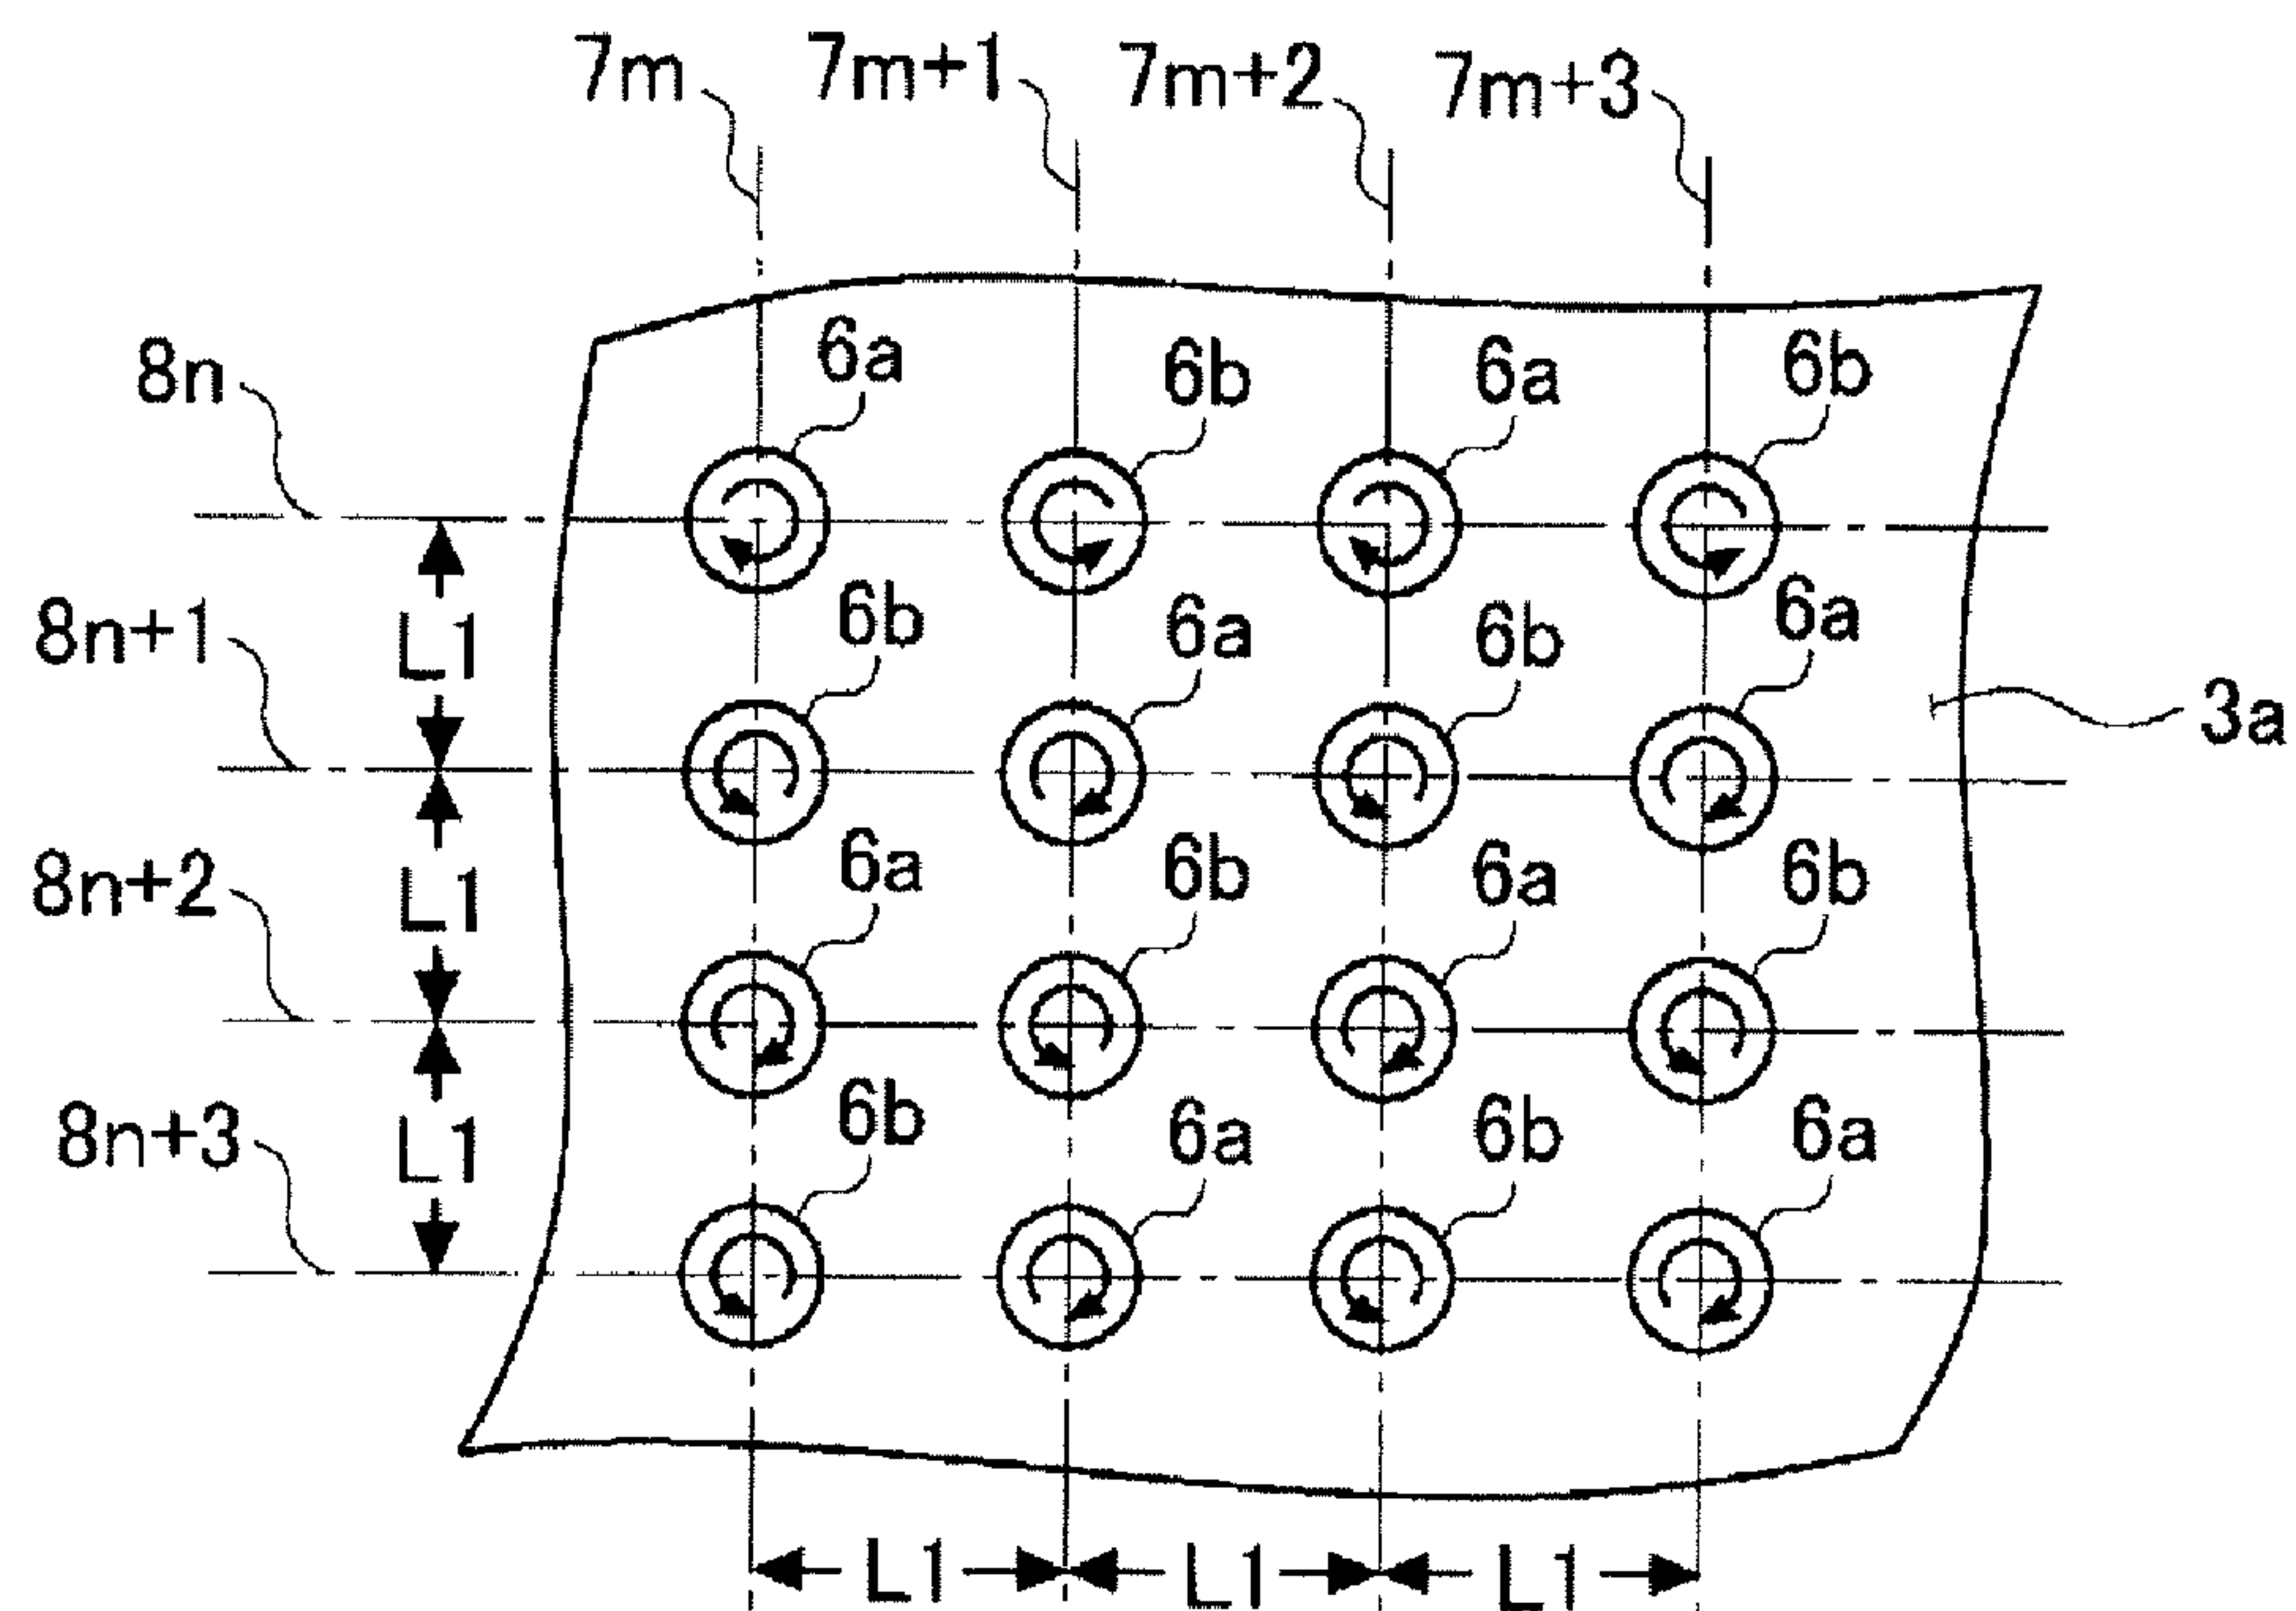 7m 7m+1 7m+2 7m+3
8n 6a 6b 6a 6b
8n+1 L1 6b 6a 6b 6a
3a
8n+2 L1 6a 6b 6a 6b
8n+3 L1 6b 6a 6b 6a
L1 L1 L1